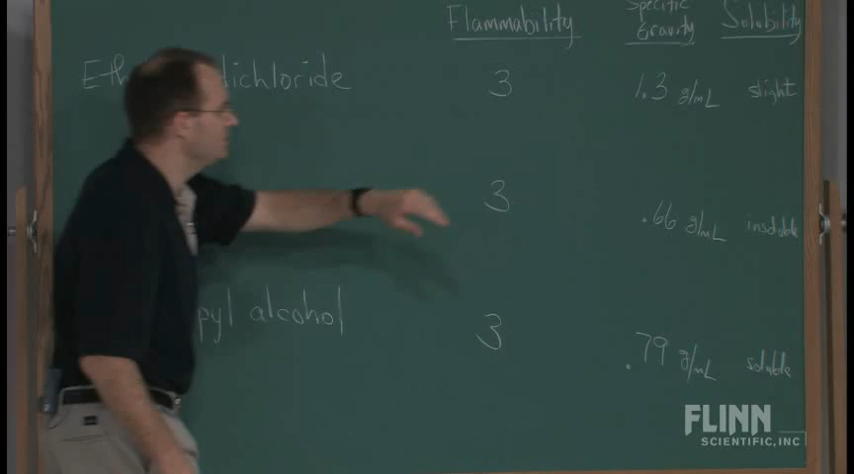 Flammability Specific Gravity Solubility
Eth dichloride 3 1.3 g/mL slight
3 .66 g/mL insoluble
pyl alcohol 3 .79 g/mL soluble
FLINN
SCIENTIFIC, INC